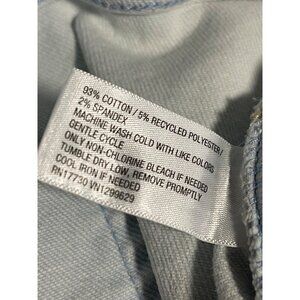 93% COTTON / 5% RECYCLED POLYESTER /
2% SPANDEX
MACHINE WASH COLD WITH LIKE COLORS
GENTLE CYCLE
ONLY NON-CHLORINE BLEACH IF NEEDED
TUMBLE DRY LOW, REMOVE PROMPTLY
COOL IRON IF NEEDED
RN17730 VN1299629